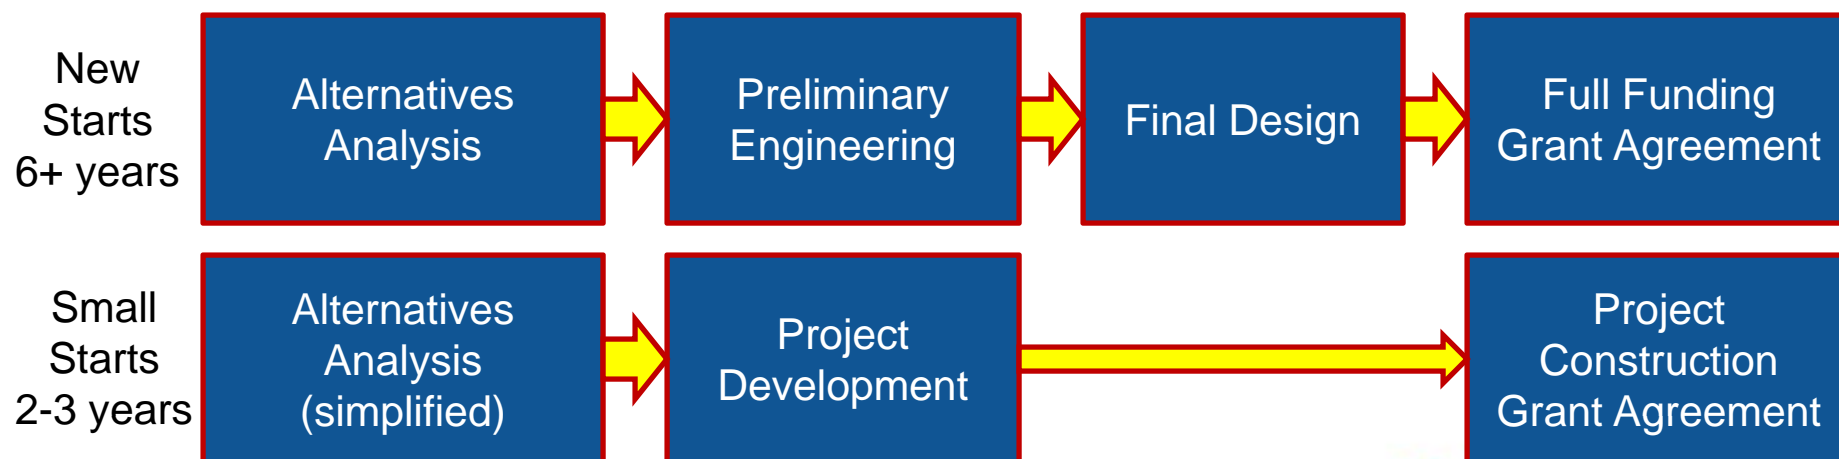 New
Starts
6+ years
Alternatives
Analysis
Preliminary
Engineering
Final Design
Full Funding
Grant Agreement
Small
Starts
2-3 years
Alternatives
Analysis
(simplified)
Project
Development
Project
Construction
Grant Agreement